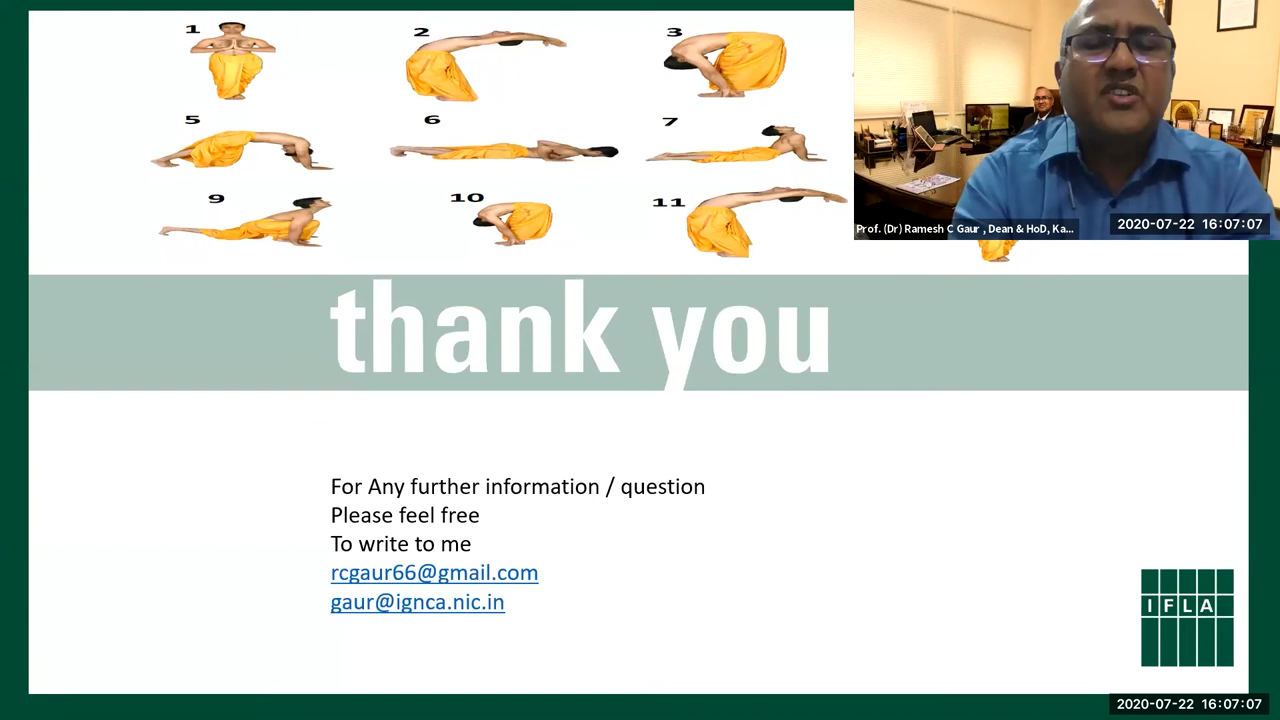 1
2
3
5
6
7
9
10
11
Prof. (Dr) Ramesh C Gaur , Dean & HoD, Ka...
2020-07-22 16:07:07
thank you
For Any further information / question
Please feel free
To write to me
rcgaur66@gmail.com
gaur@ignca.nic.in
IFLA
2020-07-22 16:07:07